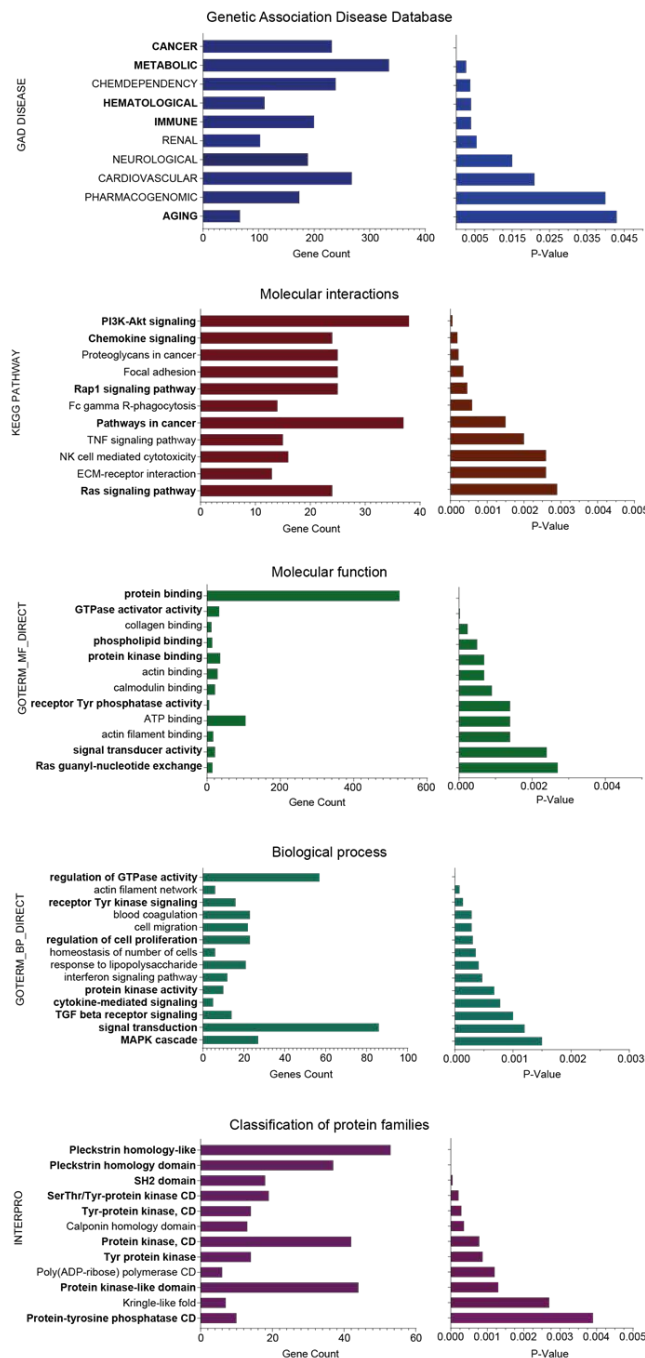 Genetic Association Disease Database
GAD DISEASE
CANCER
METABOLIC
CHEMDEPENDENCY
HEMATOLOGICAL
IMMUNE
RENAL
NEUROLOGICAL
CARDIOVASCULAR
PHARMACOGENOMIC
AGING
0 100 200 300 400
Gene Count
0.005 0.015 0.025 0.035 0.045
P-Value
Molecular interactions
KEGG PATHWAY
PI3K-Akt signaling
Chemokine signaling
Proteoglycans in cancer
Focal adhesion
Rap1 signaling pathway
Fc gamma R-phagocytosis
Pathways in cancer
TNF signaling pathway
NK cell mediated cytotoxicity
ECM-receptor interaction
Ras signaling pathway
0 10 20 30 40
Gene Count
0.000 0.001 0.002 0.003 0.004 0.005
P-Value
Molecular function
GOTERM_MF_DIRECT
protein binding
GTPase activator activity
collagen binding
phospholipid binding
protein kinase binding
actin binding
calmodulin binding
receptor Tyr phosphatase activity
ATP binding
actin filament binding
signal transducer activity
Ras guanyl-nucleotide exchange
0 200 400 600
Gene Count
0.000 0.002 0.004
P-Value
Biological process
GOTERM_BP_DIRECT
regulation of GTPase activity
actin filament network
receptor Tyr kinase signaling
blood coagulation
cell migration
regulation of cell proliferation
homeostasis of number of cells
response to lipopolysaccharide
interferon signaling pathway
protein kinase activity
cytokine-mediated signaling
TGF beta receptor signaling
signal transduction
MAPK cascade
0 20 40 60 80 100
Genes Count
0.000 0.001 0.002 0.003
P-Value
Classification of protein families
INTERPRO
Pleckstrin homology-like
Pleckstrin homology domain
SH2 domain
SerThr/Tyr-protein kinase CD
Tyr-protein kinase, CD
Calponin homology domain
Protein kinase, CD
Tyr protein kinase
Poly(ADP-ribose) polymerase CD
Protein kinase-like domain
Kringle-like fold
Protein-tyrosine phosphatase CD
0 20 40 60
Gene Count
0.000 0.001 0.002 0.003 0.004 0.005
P-Value